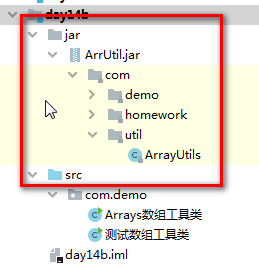 day14b
jar
ArrUtil.jar
com
demo
homework
util
ArrayUtils
src
com.demo
Arrays数组工具类
测试数组工具类
day14b.iml